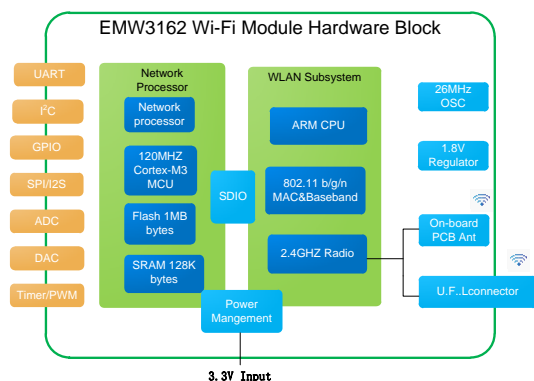 EMW3162 Wi-Fi Module Hardware Block
UART
I²C
GPIO
SPI/I2S
ADC
DAC
Timer/PWM
Network
Processor
Network
processor
120MHZ
Cortex-M3
MCU
Flash 1MB
bytes
SRAM 128K
bytes
SDIO
Power
Mangement
WLAN Subsystem
ARM CPU
802.11 b/g/n
MAC&Baseband
2.4GHZ Radio
26MHz
OSC
1.8V
Regulator
On-board
PCB Ant
U.F..Lconnector
3.3V Input